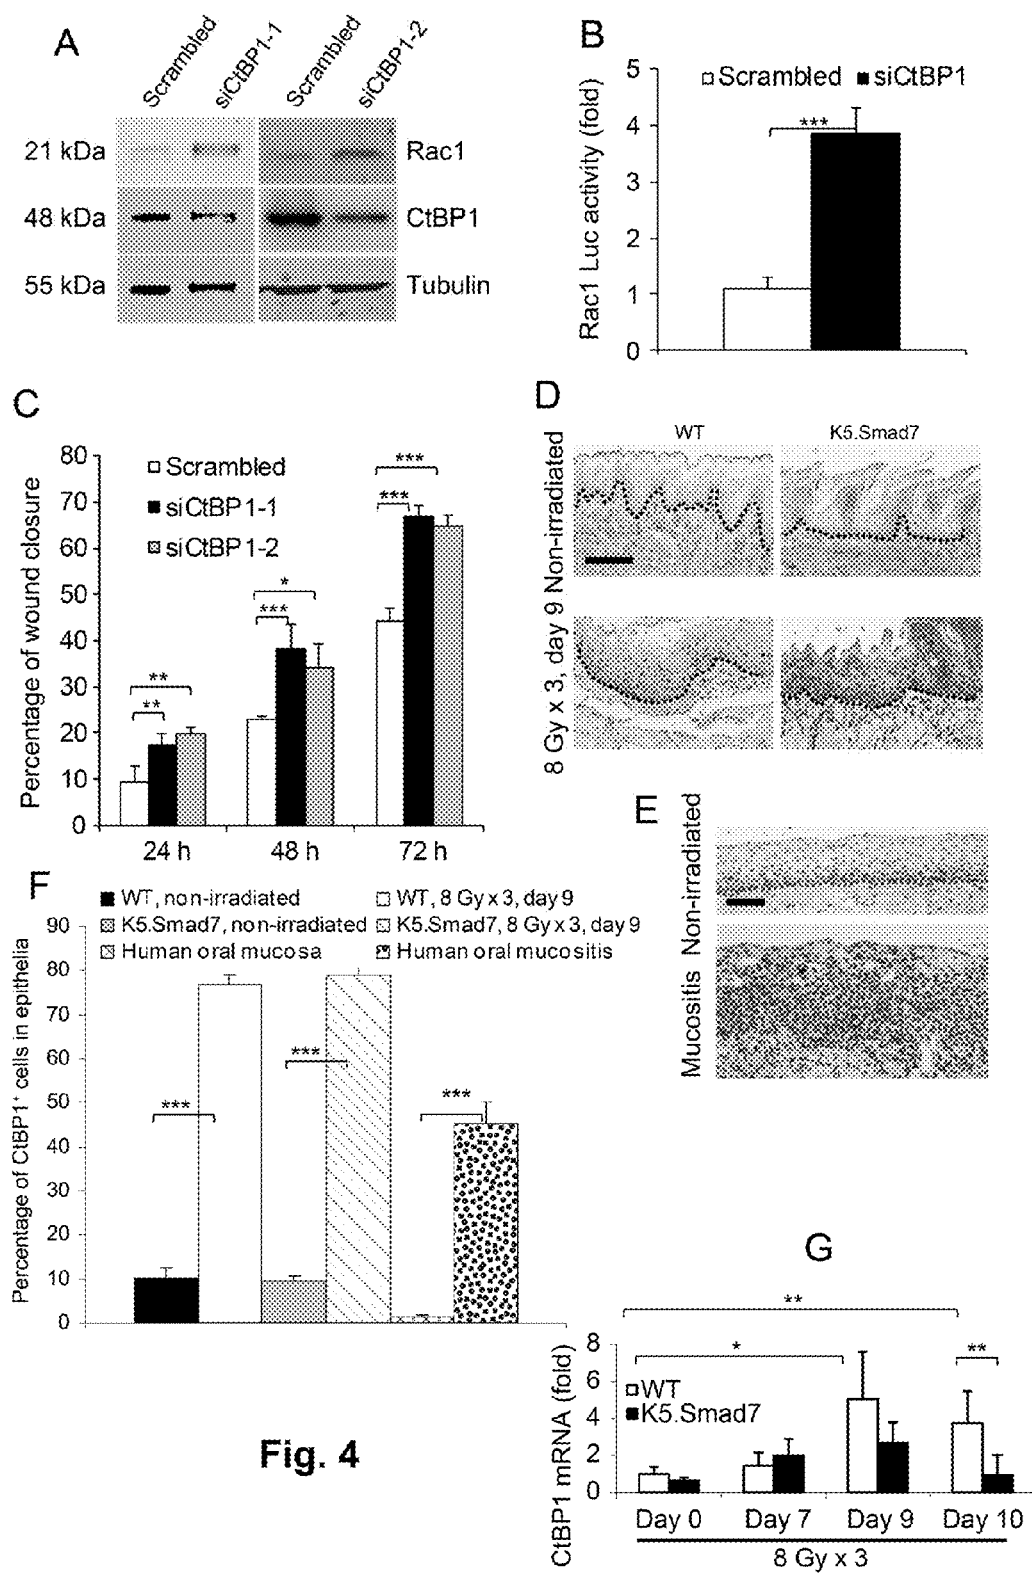 A
Scrambled
siCtBP1-1
Scrambled
siCtBP1-2
21 kDa
Rac1
48 kDa
CtBP1
55 kDa
Tubulin
B
Rac1 Luc activity (fold)
5
4
3
2
1
0
Scrambled
siCtBP1
***
C
Percentage of wound closure
80
70
60
50
40
30
20
10
0
Scrambled
siCtBP1-1
siCtBP1-2
**
**
*
***
***
***
24 h
48 h
72 h
D
WT
K5.Smad7
Non-irradiated
8 Gy x 3, day 9
E
Non-irradiated
Mucositis
F
WT, non-irradiated
WT, 8 Gy x 3, day 9
K5.Smad7, non-irradiated
K5.Smad7, 8 Gy x 3, day 9
Human oral mucosa
Human oral mucositis
Percentage of CtBP1⁺ cells in epithelia
90
80
70
60
50
40
30
20
10
0
***
***
***
G
CtBP1 mRNA (fold)
8
6
4
2
0
**
*
**
WT
K5.Smad7
Day 0
Day 7
Day 9
Day 10
8 Gy x 3
Fig. 4